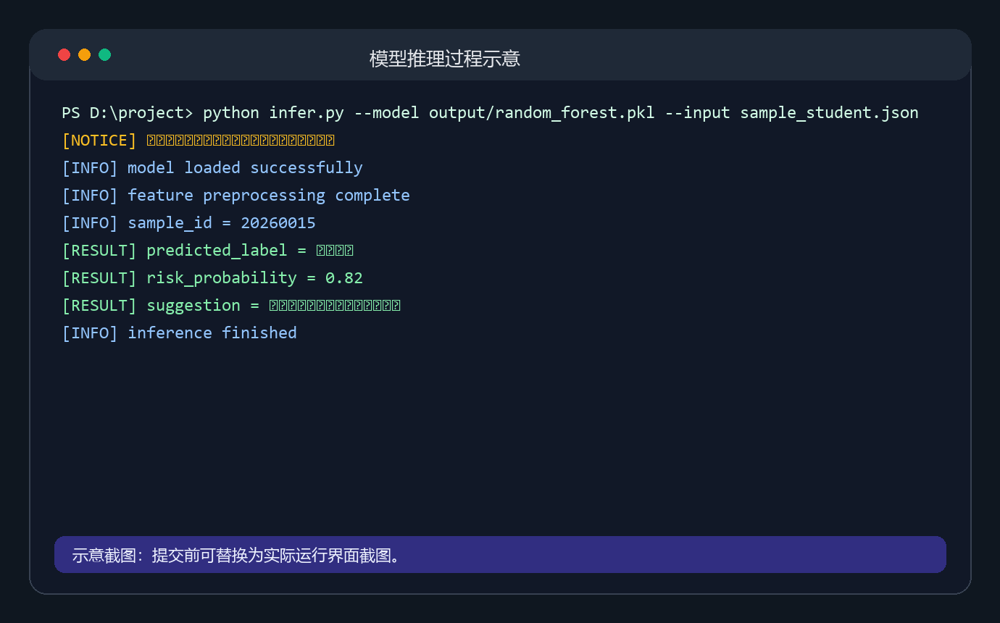 模型推理过程示意
PS D:\project> python infer.py --model output/random_forest.pkl --input sample_student.json
[NOTICE]
[INFO] model loaded successfully
[INFO] feature preprocessing complete
[INFO] sample_id = 20260015
[RESULT] predicted_label =
[RESULT] risk_probability = 0.82
[RESULT] suggestion =
[INFO] inference finished
示意截图：提交前可替换为实际运行界面截图。